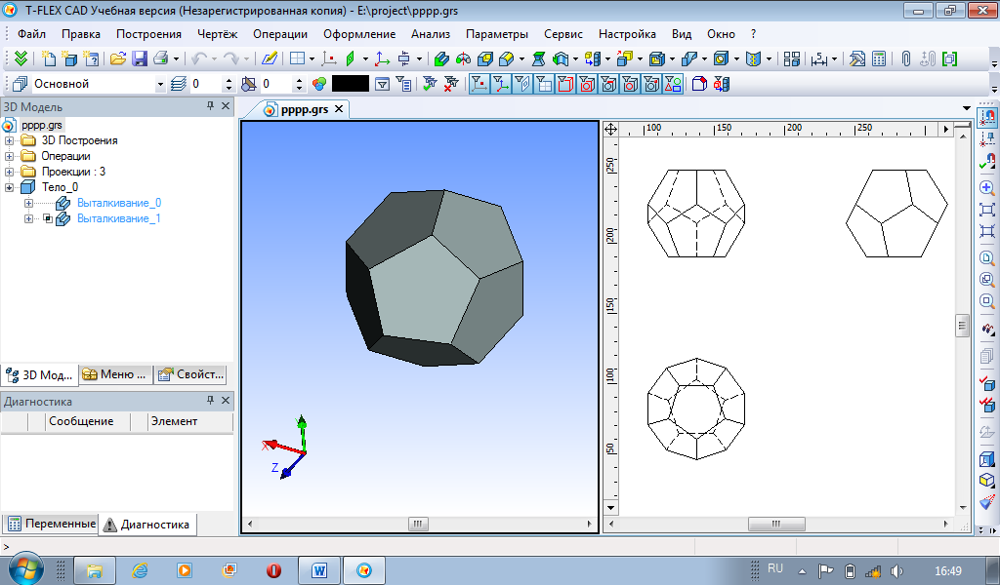 T-FLEX CAD Учебная версия (Незарегистрированная копия) - E:\project\pppp.grs
Файл Правка Построения Чертёж Операции Оформление Анализ Параметры Сервис Настройка Вид Окно ?
Основной 0 0
3D Модель
pppp.grs
3D Построения
Операции
Проекции : 3
Тело_0
Выталкивание_0
Выталкивание_1
3D Мод... Меню ... Свойст...
Диагностика
Сообщение Элемент
Переменные Диагностика
>
pppp.grs
X
Z
100 150 200 250
250
200
150
100
50
RU 16:49